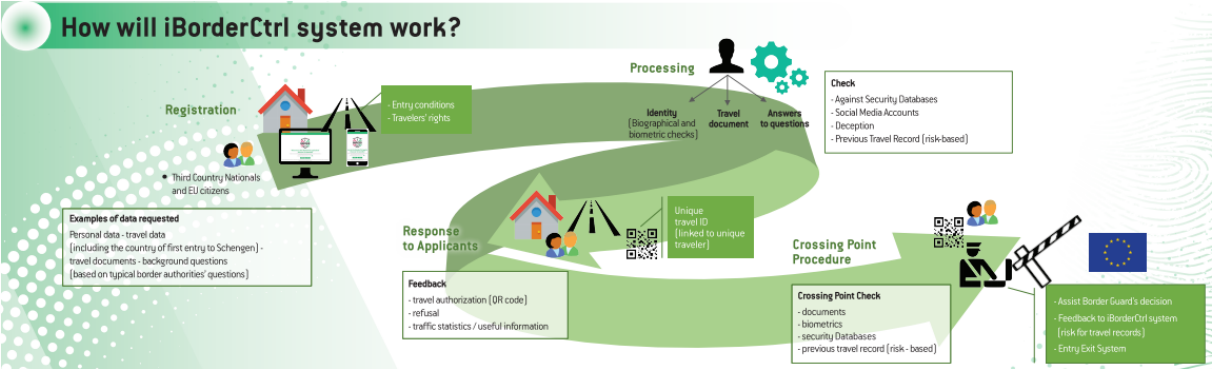 How will iBorderCtrl system work?
Registration
- Entry conditions
- Travelers' rights
• Third Country Nationals
and EU citizens
Examples of data requested
Personal data - travel data
(including the country of first entry to Schengen) -
travel documents - background questions
(based on typical border authorities' questions)
Processing
Identity
(Biographical and
biometric checks)
Travel
document
Answers
to questions
Check
- Against Security Databases
- Social Media Accounts
- Deception
- Previous Travel Record (risk-based)
Response
to Applicants
Unique
travel ID
(linked to unique
traveler)
Feedback
- travel authorization (QR code)
- refusal
- traffic statistics / useful information
Crossing Point
Procedure
Crossing Point Check
- documents
- biometrics
- security Databases
- previous travel record (risk - based)
- Assist Border Guard's decision
- Feedback to iBorderCtrl system
(risk for travel records)
- Entry Exit System